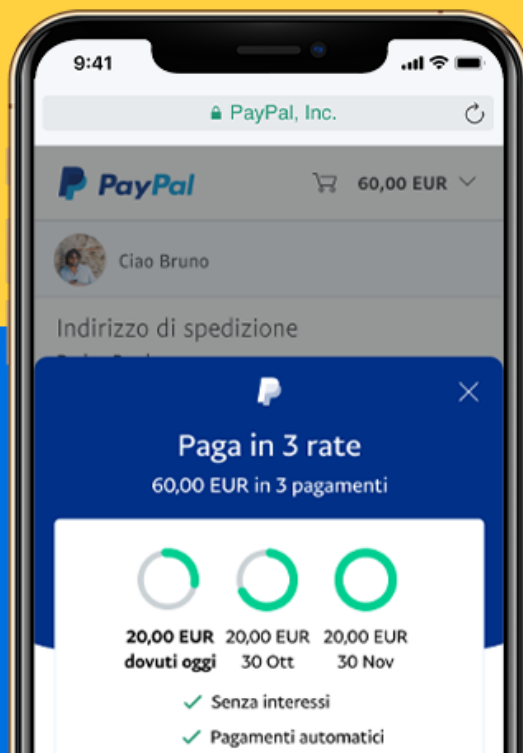 9:41
PayPal, Inc.
PayPal 60,00 EUR
Ciao Bruno
Indirizzo di spedizione
Paga in 3 rate
60,00 EUR in 3 pagamenti
20,00 EUR 20,00 EUR 20,00 EUR
dovuti oggi 30 Ott 30 Nov
Senza interessi
Pagamenti automatici